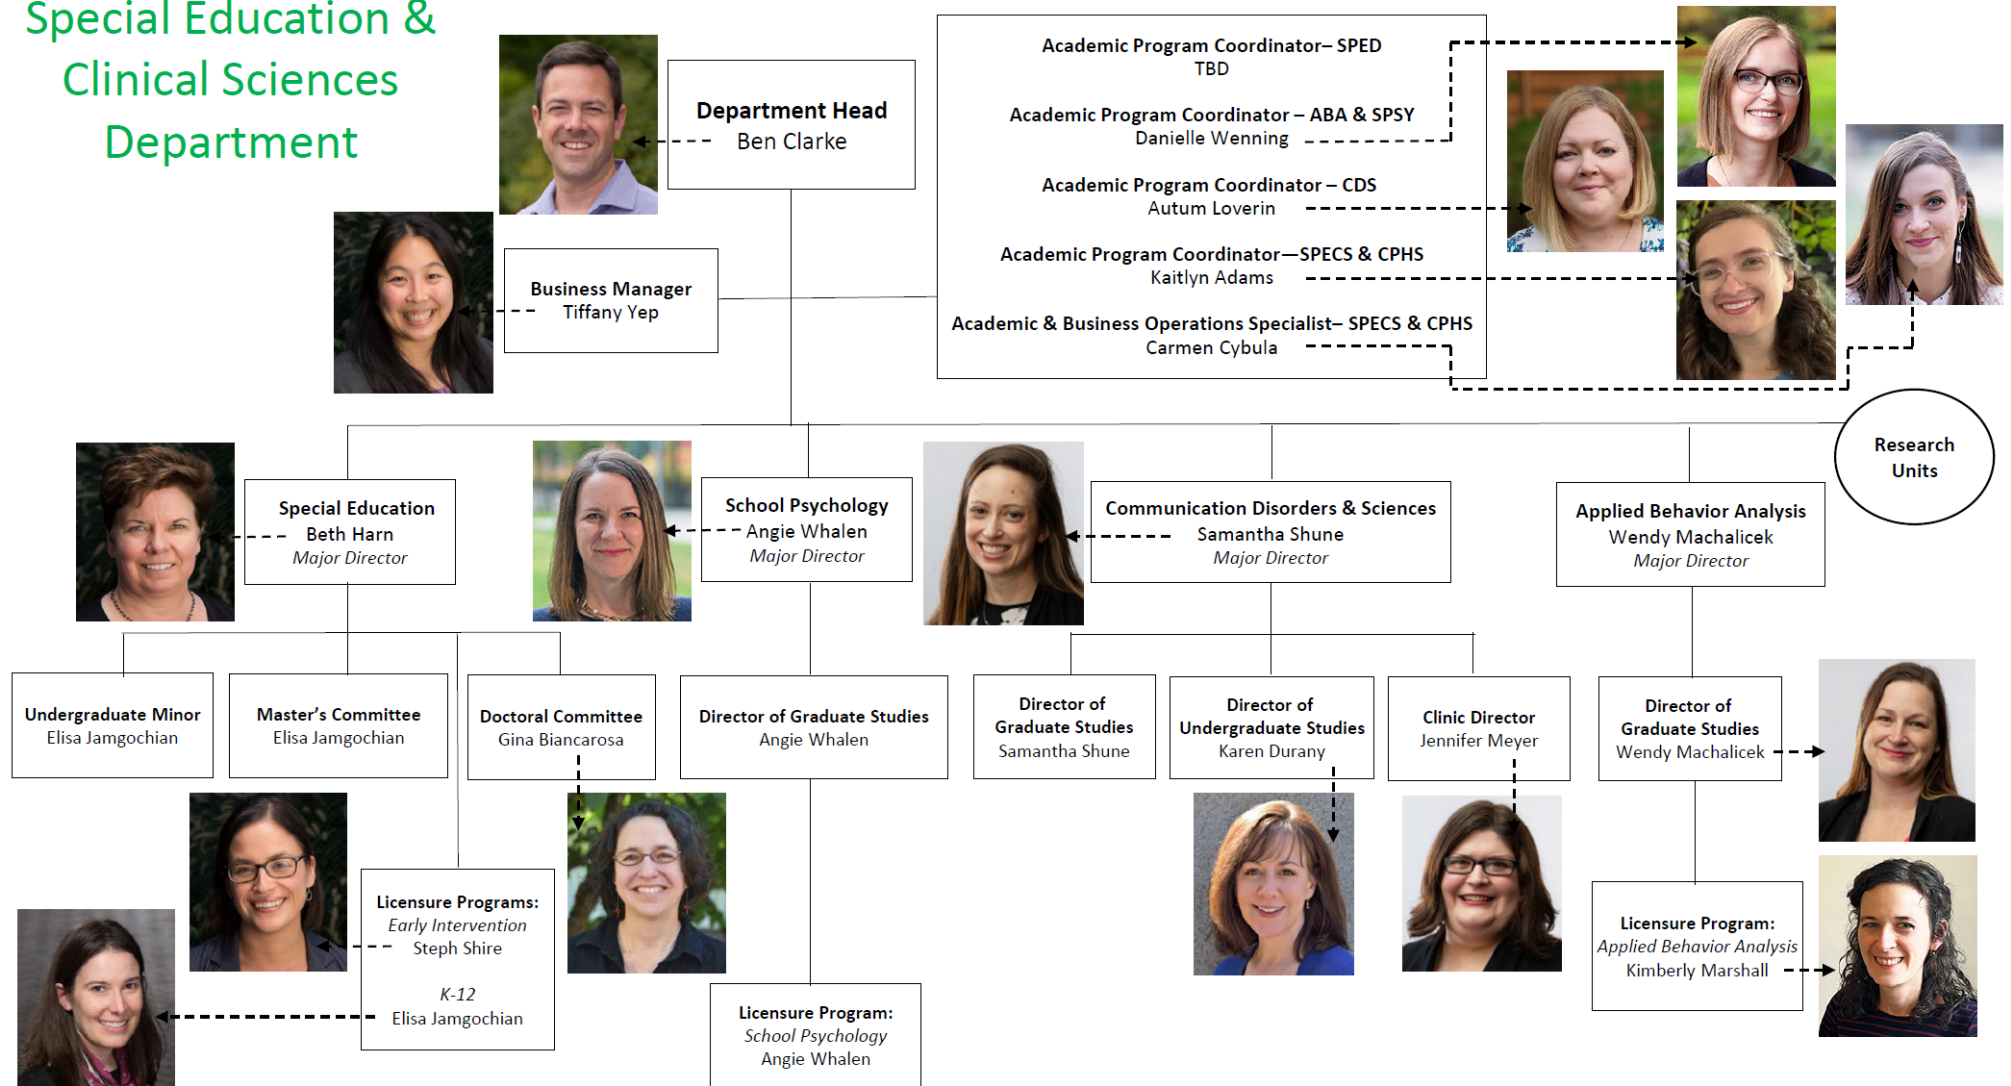 Special Education &
Clinical Sciences
Department
Department Head
Ben Clarke
Business Manager
Tiffany Yep
Academic Program Coordinator– SPED
TBD
Academic Program Coordinator – ABA & SPSY
Danielle Wenning
Academic Program Coordinator – CDS
Autum Loverin
Academic Program Coordinator—SPECS & CPHS
Kaitlyn Adams
Academic & Business Operations Specialist– SPECS & CPHS
Carmen Cybula
Research
Units
Special Education
Beth Harn
Major Director
School Psychology
Angie Whalen
Major Director
Communication Disorders & Sciences
Samantha Shune
Major Director
Applied Behavior Analysis
Wendy Machalicek
Major Director
Undergraduate Minor
Elisa Jamgochian
Master's Committee
Elisa Jamgochian
Doctoral Committee
Gina Biancarosa
Director of Graduate Studies
Angie Whalen
Director of
Graduate Studies
Samantha Shune
Director of
Undergraduate Studies
Karen Durany
Clinic Director
Jennifer Meyer
Director of
Graduate Studies
Wendy Machalicek
Licensure Programs:
Early Intervention
Steph Shire
K-12
Elisa Jamgochian
Licensure Program:
School Psychology
Angie Whalen
Licensure Program:
Applied Behavior Analysis
Kimberly Marshall